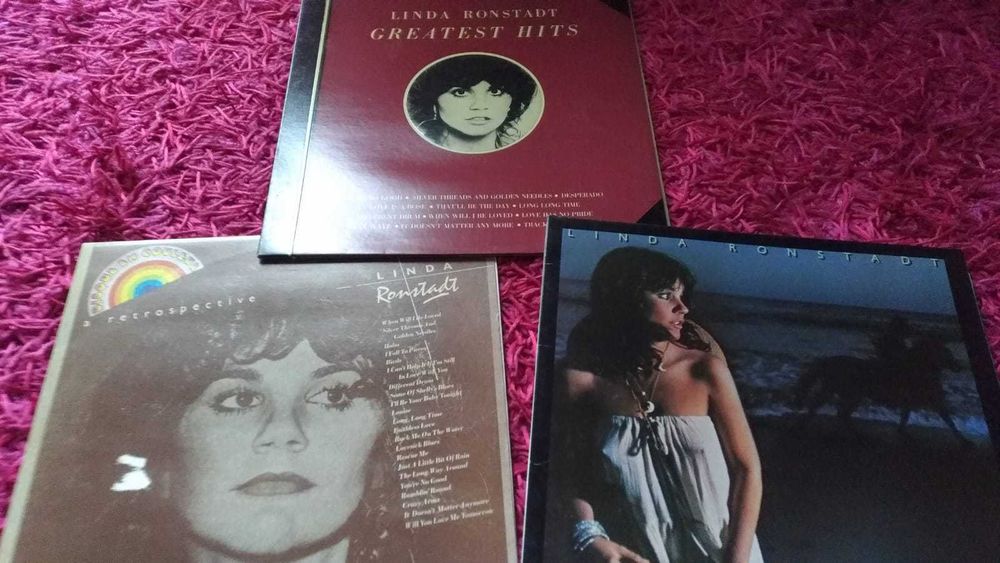 LINDA RONSTADT
GREATEST HITS
GOOD • SILVER THREADS AND GOLDEN NEEDLES • DESPERADO
IS A ROSE • THAT'LL BE THE DAY • LONG LONG TIME
DRUM • WHEN WILL I BE LOVED • LOVE HAS NO PRIDE
IT DOESN'T MATTER ANY MORE • TRACK
a retrospective
LINDA
Ronstadt
When Will I Be Loved
Silver Threads And
Golden Needles
Hobo
I Fall To Pieces
Birds
I Can't Help It If I'm Still
In Love With You
Different Drum
Some Of Shelly's Blues
I'll Be Your Baby Tonight
Louise
Long, Long Time
Faithless Love
Rock Me On The Water
Lovesick Blues
Rescue Me
Just A Little Bit Of Rain
The Long Way Around
You're No Good
Ramblin' Round
Crazy Arms
It Doesn't Matter Anymore
Will You Love Me Tomorrow
LINDA RONSTADT